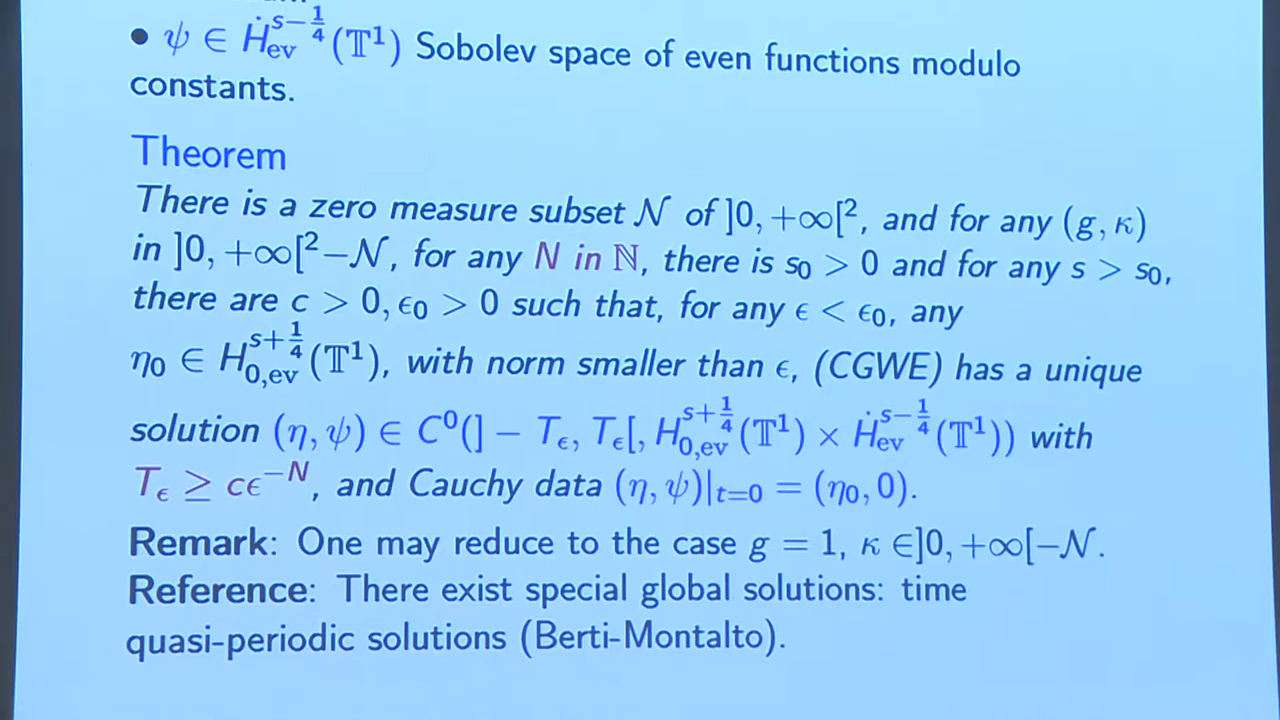 • ψ ∈ Ḣ_ev^{s−1/4}(𝕋¹) Sobolev space of even functions modulo
constants.
Theorem
There is a zero measure subset 𝒩 of ]0, +∞[², and for any (g, κ)
in ]0, +∞[²−𝒩, for any N in ℕ, there is s₀ > 0 and for any s > s₀,
there are c > 0, ϵ₀ > 0 such that, for any ϵ < ϵ₀, any
η₀ ∈ H_{0,ev}^{s+1/4}(𝕋¹), with norm smaller than ϵ, (CGWE) has a unique
solution (η, ψ) ∈ C⁰(]− T_ϵ, T_ϵ[, H_{0,ev}^{s+1/4}(𝕋¹) × Ḣ_ev^{s−1/4}(𝕋¹)) with
T_ϵ ≥ cϵ^{−N}, and Cauchy data (η, ψ)|_{t=0} = (η₀, 0).
Remark: One may reduce to the case g = 1, κ ∈]0, +∞[−𝒩.
Reference: There exist special global solutions: time
quasi-periodic solutions (Berti-Montalto).